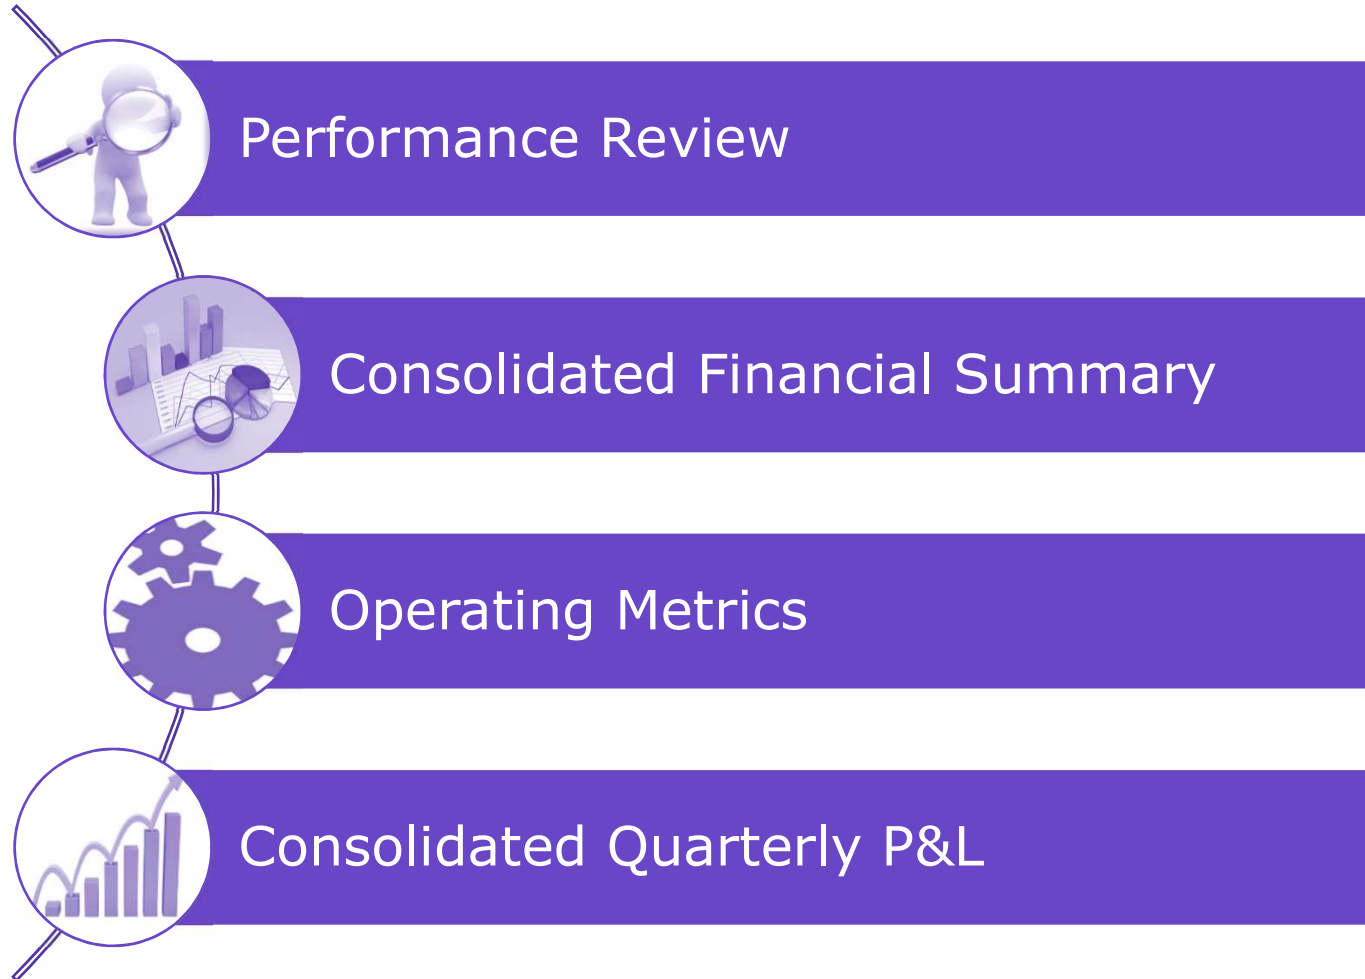 Performance Review
Consolidated Financial Summary
Operating Metrics
Consolidated Quarterly P&L